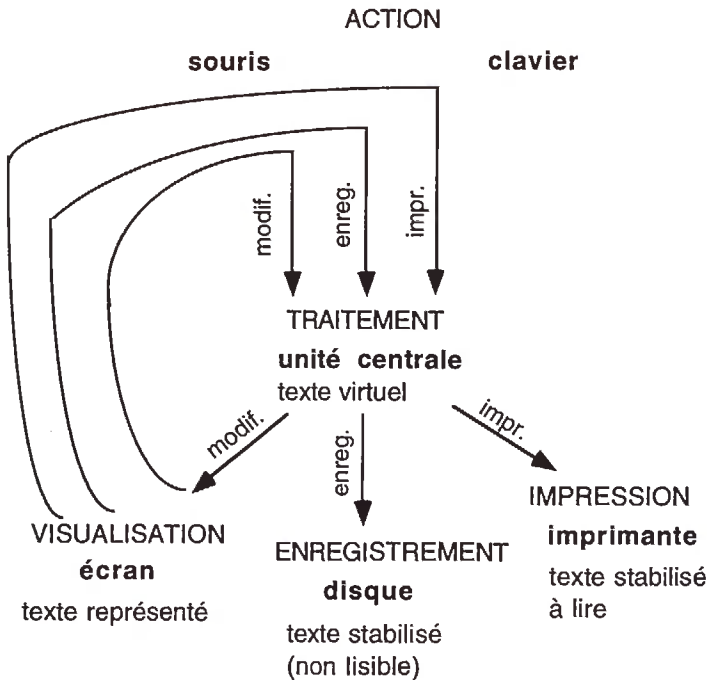 ACTION
souris clavier
modif. enreg. impr.
TRAITEMENT
unité centrale
texte virtuel
modif. enreg. impr.
VISUALISATION
écran
texte représenté
ENREGISTREMENT
disque
texte stabilisé
(non lisible)
IMPRESSION
imprimante
texte stabilisé
à lire